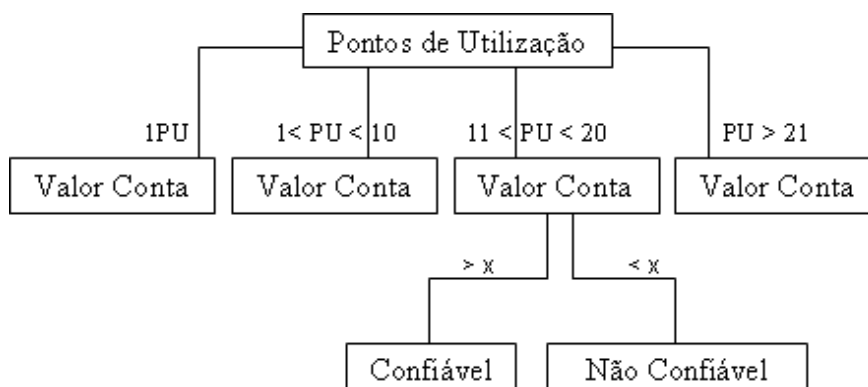 Pontos de Utilização
1PU
1< PU < 10
11 < PU < 20
PU > 21
Valor Conta
Valor Conta
Valor Conta
Valor Conta
> x
< x
Confiável
Não Confiável